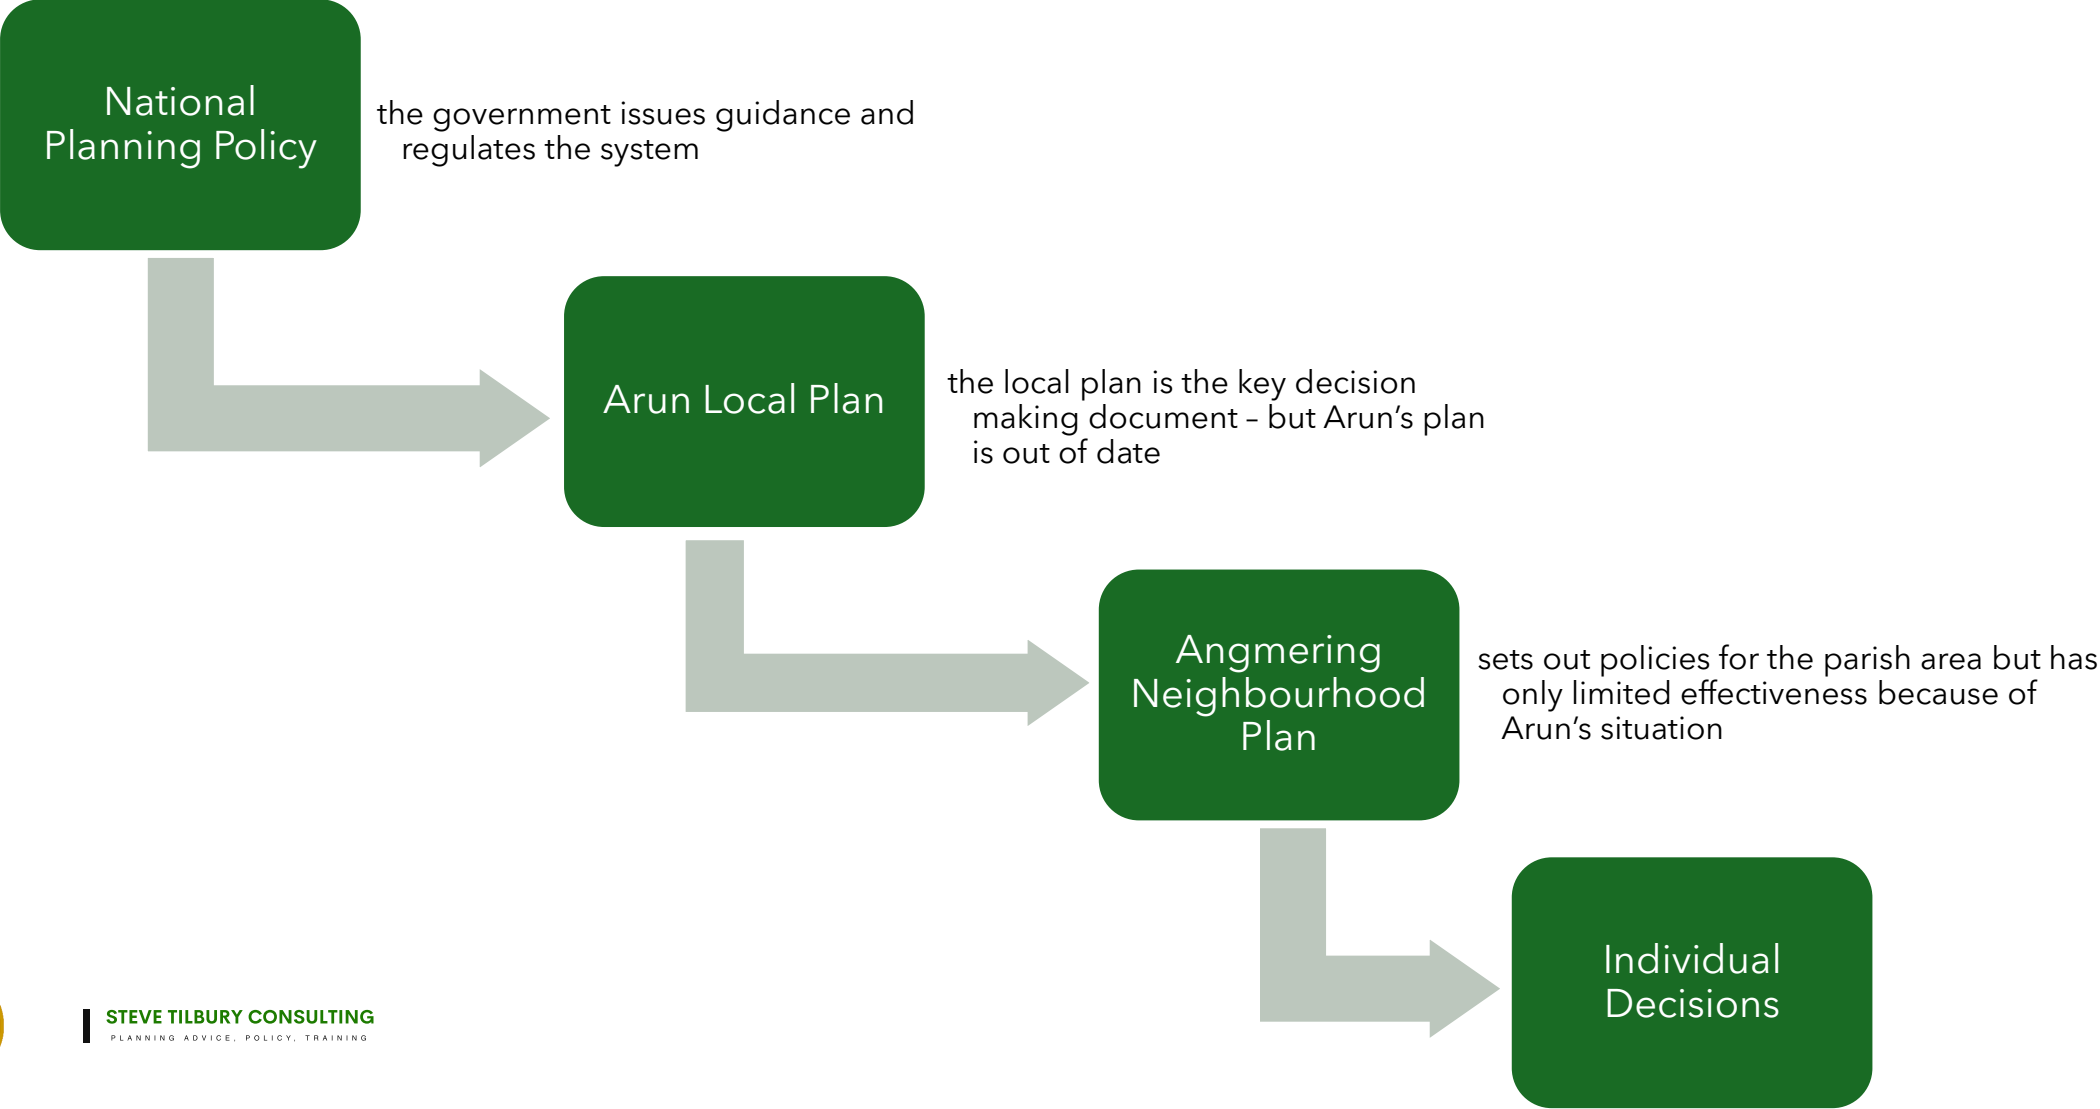 National
Planning Policy
the government issues guidance and
regulates the system
Arun Local Plan
the local plan is the key decision
making document – but Arun’s plan
is out of date
Angmering
Neighbourhood
Plan
sets out policies for the parish area but has
only limited effectiveness because of
Arun’s situation
Individual
Decisions
STEVE TILBURY CONSULTING
PLANNING ADVICE, POLICY, TRAINING